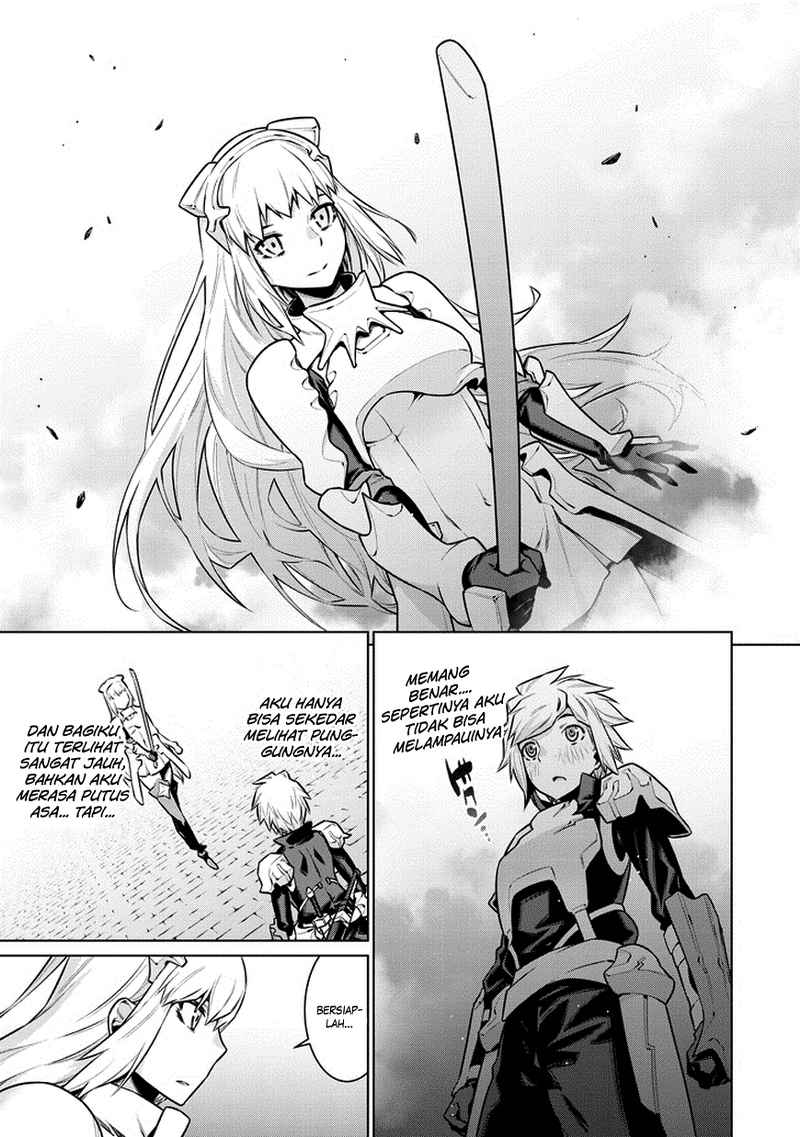 MEMANG
BENAR....
SEPERTINYA AKU
TIDAK BISA
MELAMPAUINYA
AKU HANYA
BISA SEKEDAR
MELIHAT PUNG-
GUNGNYA...
DAN BAGIKU
ITU TERLIHAT
SANGAT JAUH,
BAHKAN AKU
MERASA PUTUS
ASA... TAPI...
BERSIAP-
LAH...